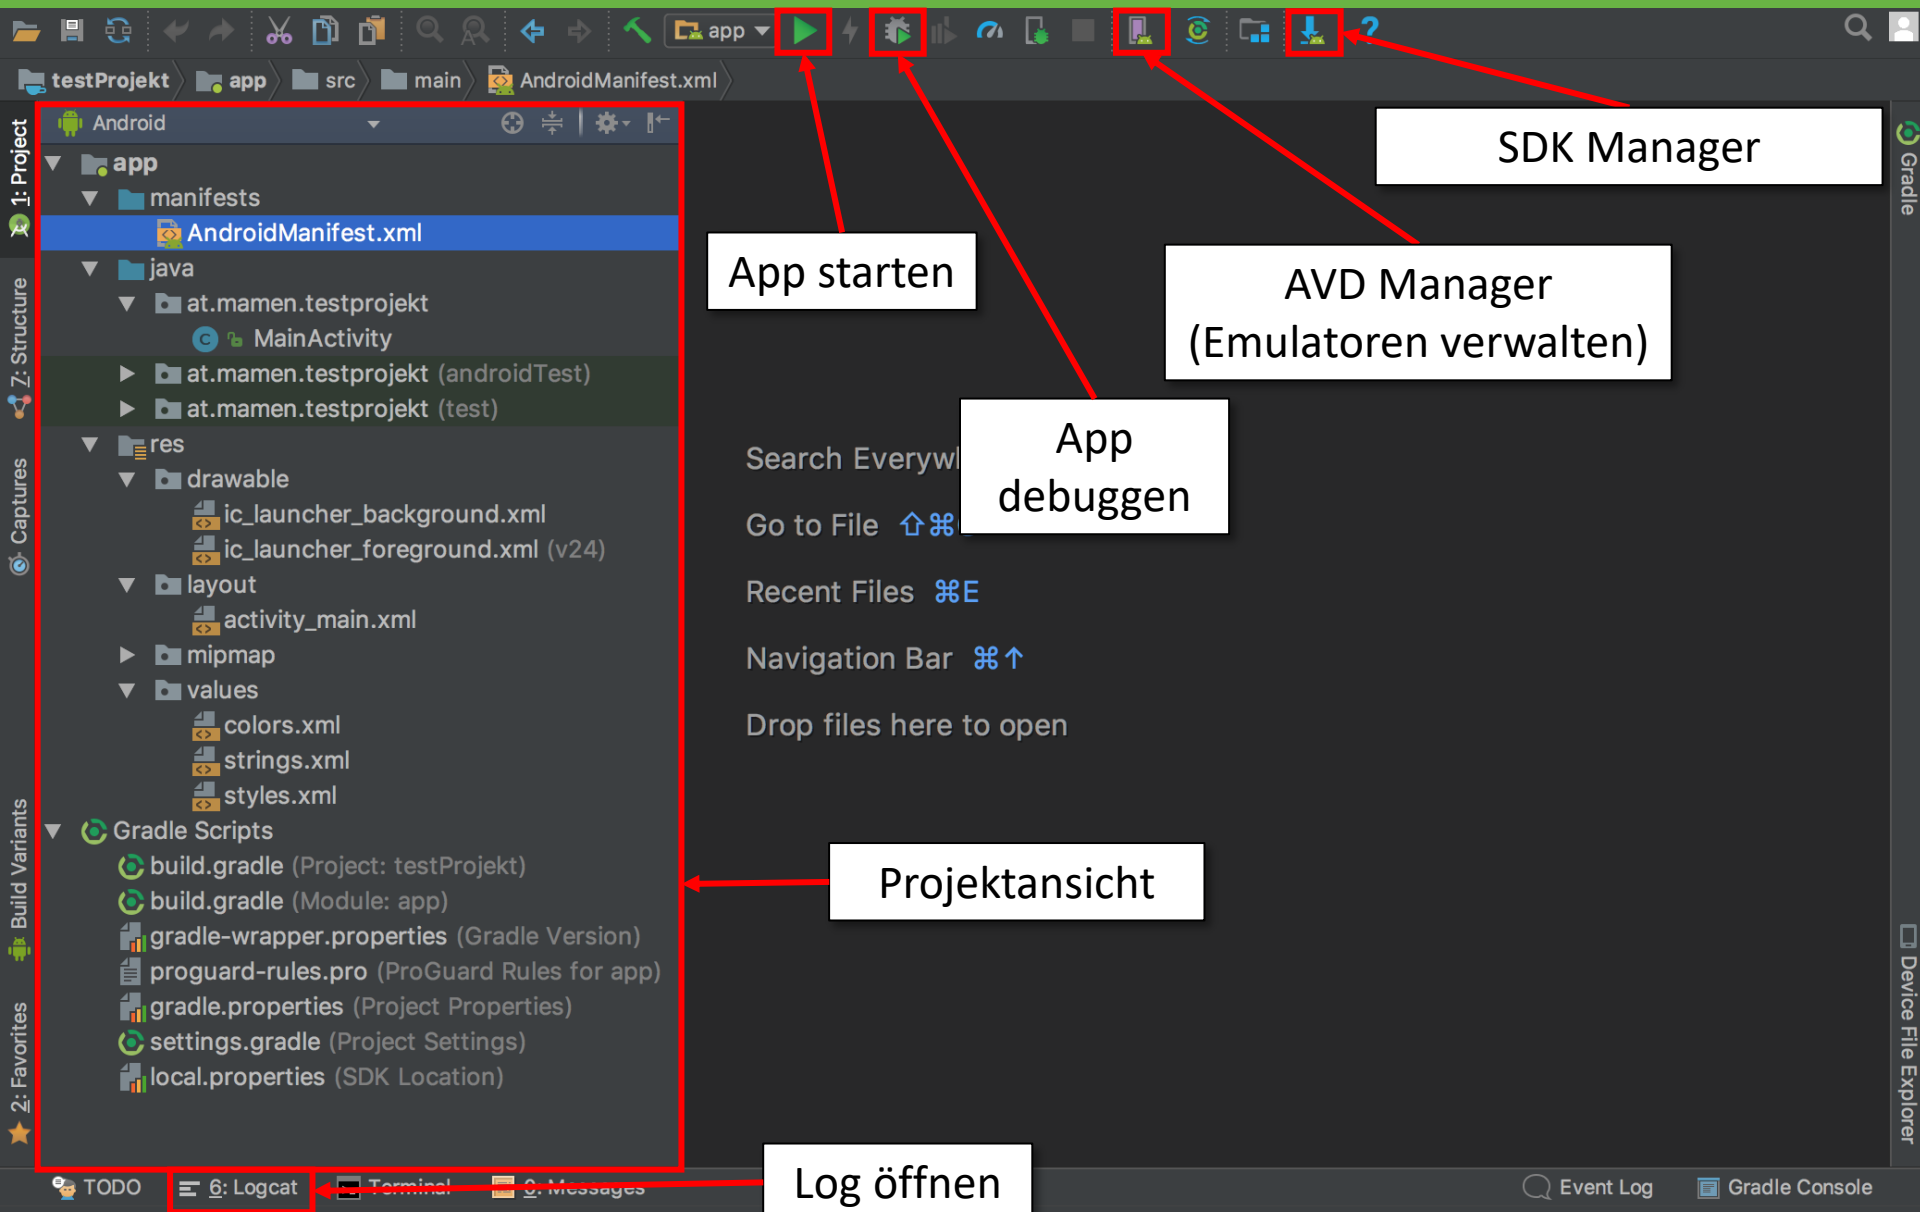 app
testProjekt app src main AndroidManifest.xml
Android
SDK Manager
1: Project
Z: Structure
Captures
Build Variants
2: Favorites
app
manifests
AndroidManifest.xml
java
at.mamen.testprojekt
MainActivity
at.mamen.testprojekt (androidTest)
at.mamen.testprojekt (test)
res
drawable
ic_launcher_background.xml
ic_launcher_foreground.xml (v24)
layout
activity_main.xml
mipmap
values
colors.xml
strings.xml
styles.xml
Gradle Scripts
build.gradle (Project: testProjekt)
build.gradle (Module: app)
gradle-wrapper.properties (Gradle Version)
proguard-rules.pro (ProGuard Rules for app)
gradle.properties (Project Properties)
settings.gradle (Project Settings)
local.properties (SDK Location)
App starten
AVD Manager
(Emulatoren verwalten)
App
debuggen
Search
Go to File ⇧⌘
Recent Files ⌘E
Navigation Bar ⌘↑
Drop files here to open
Projektansicht
Gradle
Device File Explorer
Log öffnen
TODO 6: Logcat Terminal 0: Messages Event Log Gradle Console